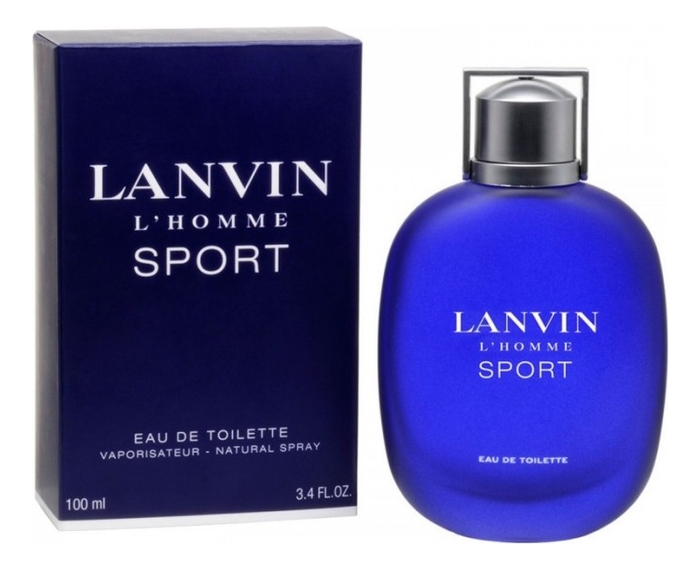 LANVIN
L'HOMME
SPORT
EAU DE TOILETTE
VAPORISATEUR - NATURAL SPRAY
100 ml 3.4 FL.OZ.
LANVIN
L'HOMME
SPORT
EAU DE TOILETTE